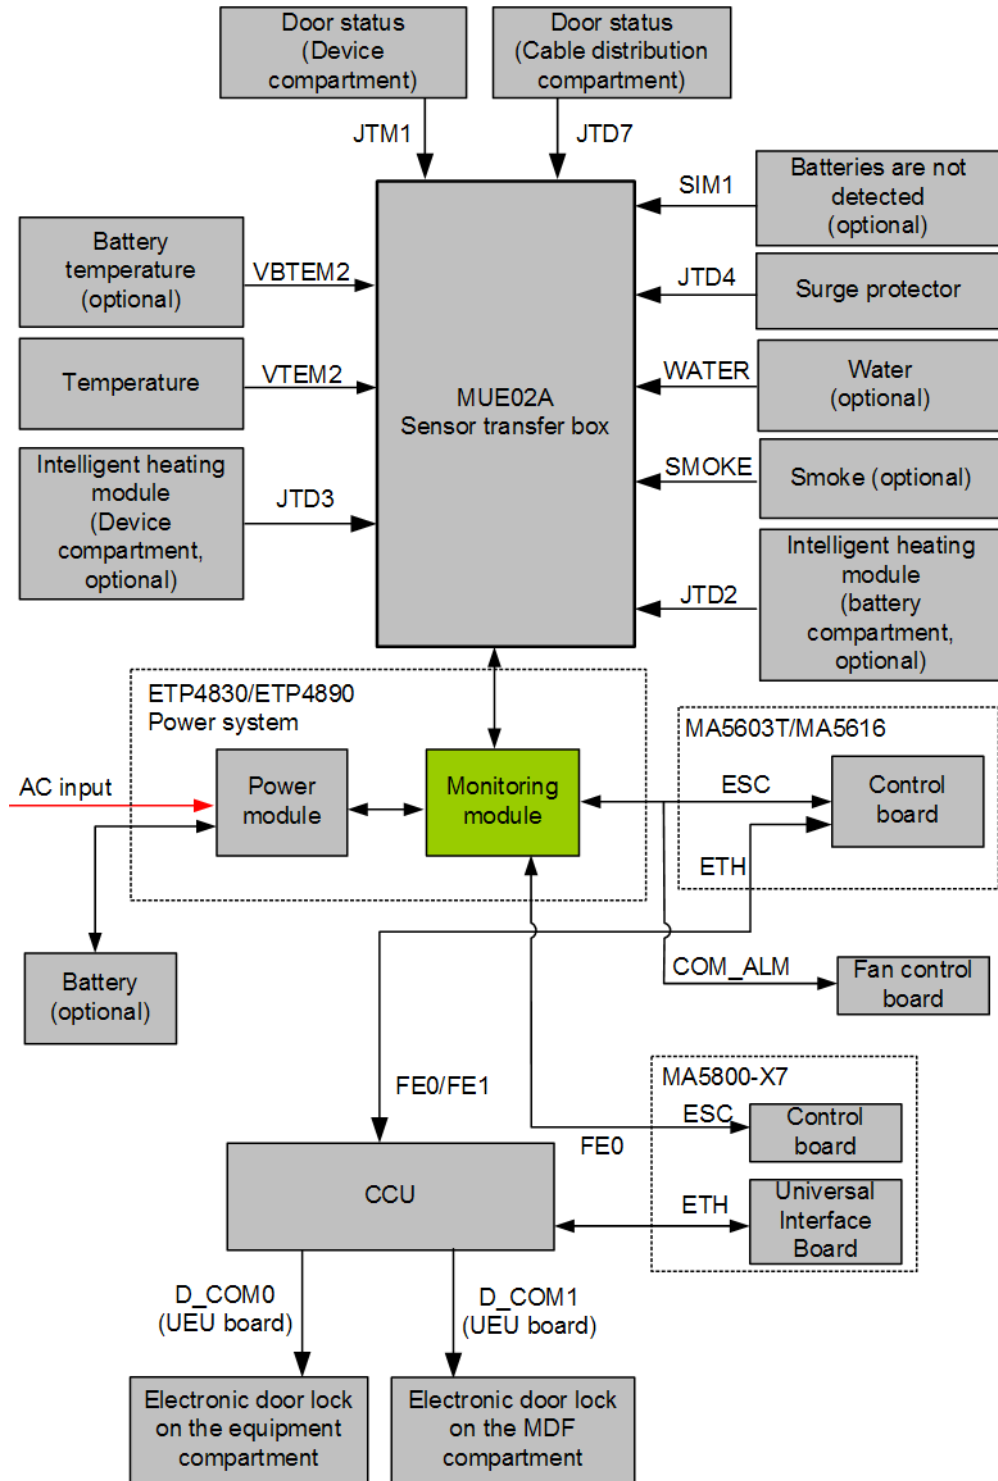 Door status
(Device
compartment)
Door status
(Cable distribution
compartment)
JTM1
JTD7
Battery
temperature
(optional)
VBTEM2
Temperature
VTEM2
Intelligent heating
module
(Device
compartment,
optional)
JTD3
MUE02A
Sensor transfer box
SIM1
Batteries are not
detected
(optional)
JTD4
Surge protector
WATER
Water
(optional)
SMOKE
Smoke (optional)
JTD2
Intelligent heating
module
(battery
compartment,
optional)
ETP4830/ETP4890
Power system
AC input
Power
module
Monitoring
module
MA5603T/MA5616
ESC
Control
board
ETH
COM_ALM
Fan control
board
Battery
(optional)
FE0/FE1
MA5800-X7
ESC
FE0
Control
board
CCU
ETH
Universal
Interface
Board
D_COM0
(UEU board)
D_COM1
(UEU board)
Electronic door lock
on the equipment
compartment
Electronic door lock
on the MDF
compartment